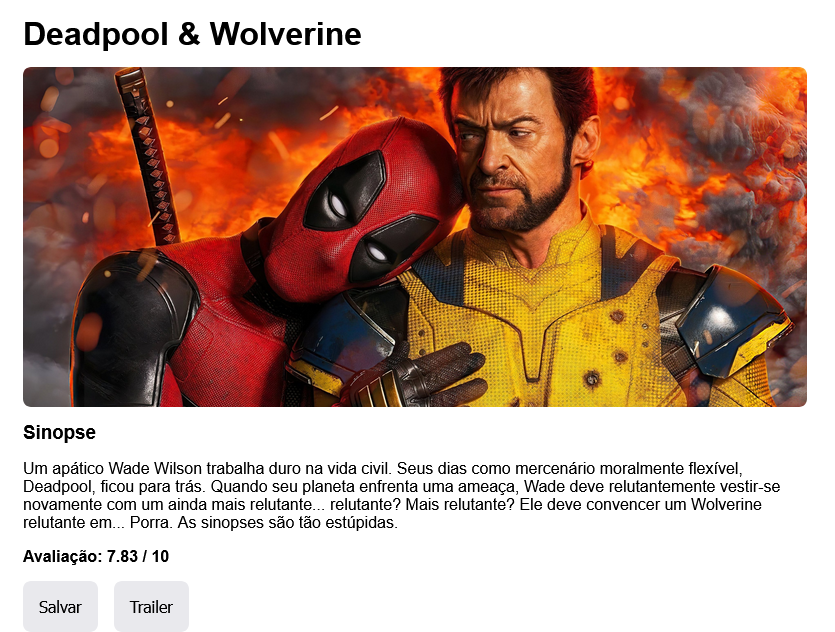 Deadpool & Wolverine
Sinopse
Um apático Wade Wilson trabalha duro na vida civil. Seus dias como mercenário moralmente flexível,
Deadpool, ficou para trás. Quando seu planeta enfrenta uma ameaça, Wade deve relutantemente vestir-se
novamente com um ainda mais relutante... relutante? Mais relutante? Ele deve convencer um Wolverine
relutante em... Porra. As sinopses são tão estúpidas.
Avaliação: 7.83 / 10
Salvar Trailer